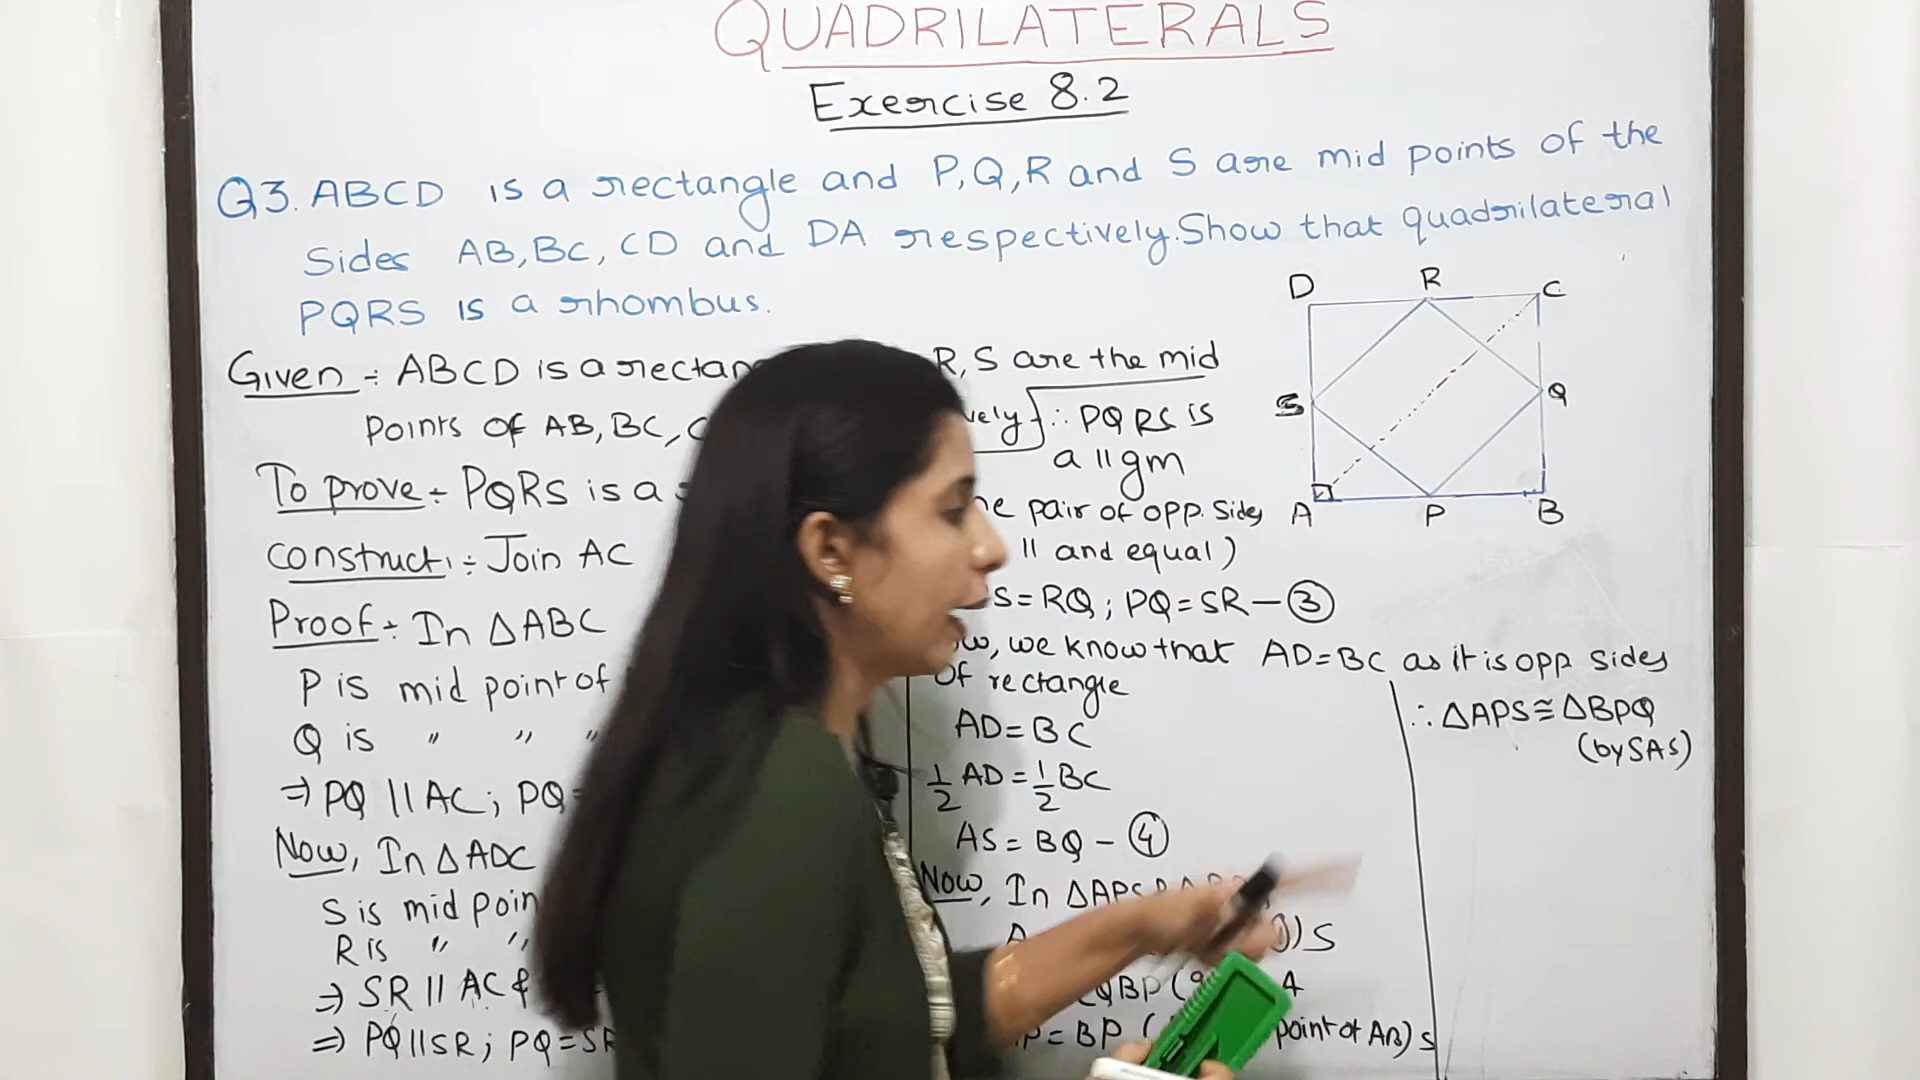 QUADRILATERALS
Exercise 8.2
Q3. ABCD is a rectangle and P,Q,R and S are mid points of the
Sides AB,BC,CD and DA respectively.Show that quadrilateral
PQRS is a rhombus.
Given ÷ ABCD is a
Points of AB,BC,
To prove ÷ PQRS is a
Construct. ÷ Join AC
Proof ÷ In ΔABC
P is mid point of
Q is " " "
⇒ PQ || AC; PQ=
Now, In ΔADC
S is mid
R is " "
⇒ SR || AC &
⇒ PQ||SR; PQ=SR
R,S are the mid
∴ PQRS is
a ||gm
pair of opp. sides
|| and equal)
S=RQ; PQ=SR-③
we know that AD=BC as it is opp sides
of rectangle
AD=BC
1/2 AD=1/2 BC
AS=BQ-④
Now, In ΔAPS
S
QBP ( A
P=BP ( point of AB) S
∴ ΔAPS≅ΔBPQ
(by SAS)
D R C
S Q
A P B